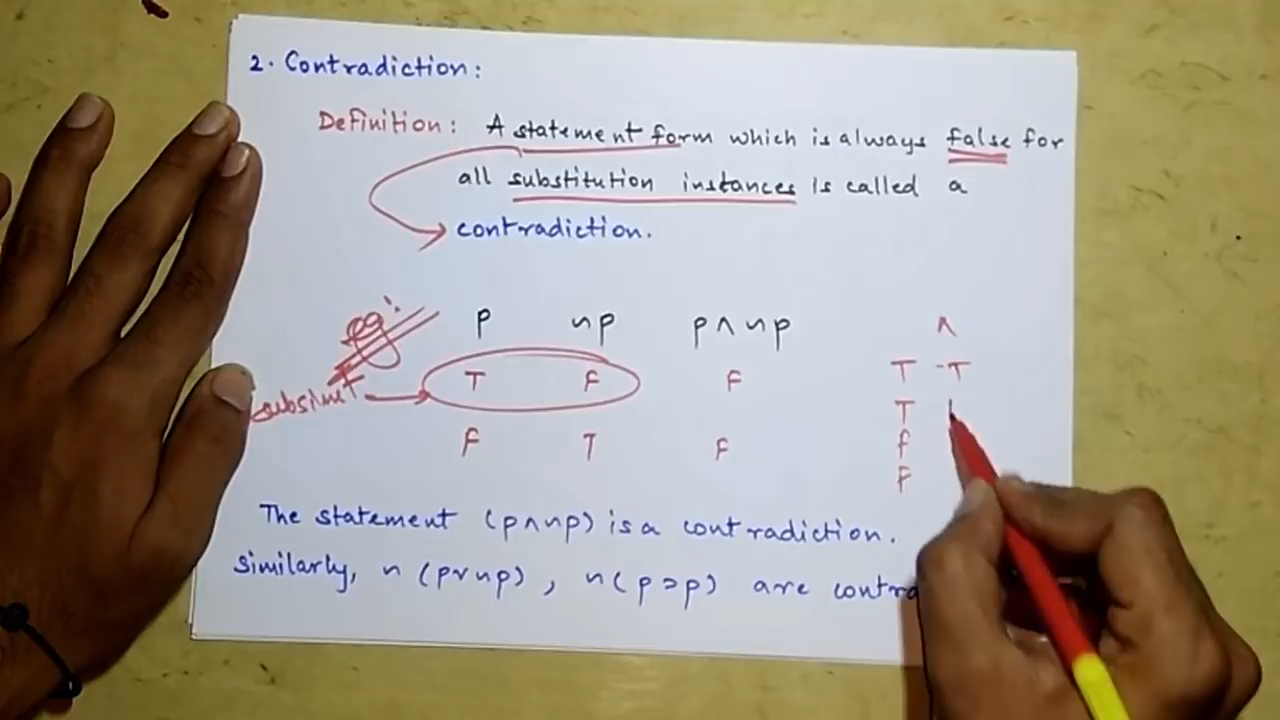 2. Contradiction:
Definition: A statement form which is always false for
all substitution instances is called a
contradiction.
p ∼p p ∧ ∼p ∧
T F F T -T
T
F T F F
F
The statement (p∧∼p) is a contradiction.
Similarly, ∼ (p∨∼p), ∼(p⊃p) are contra